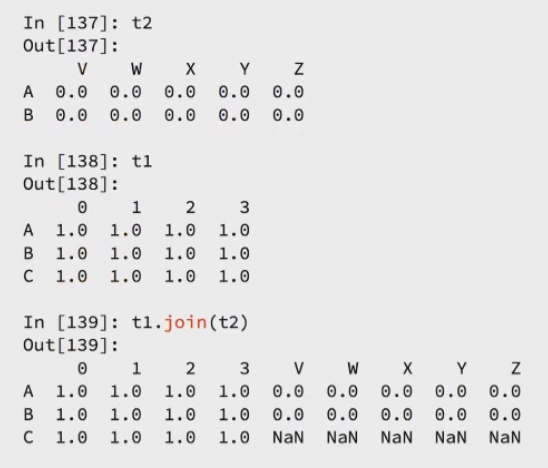 In [137]: t2
Out[137]:
     V    W    X    Y    Z
A  0.0  0.0  0.0  0.0  0.0
B  0.0  0.0  0.0  0.0  0.0
In [138]: t1
Out[138]:
     0    1    2    3
A  1.0  1.0  1.0  1.0
B  1.0  1.0  1.0  1.0
C  1.0  1.0  1.0  1.0
In [139]: t1.join(t2)
Out[139]:
     0    1    2    3    V    W    X    Y    Z
A  1.0  1.0  1.0  1.0  0.0  0.0  0.0  0.0  0.0
B  1.0  1.0  1.0  1.0  0.0  0.0  0.0  0.0  0.0
C  1.0  1.0  1.0  1.0  NaN  NaN  NaN  NaN  NaN